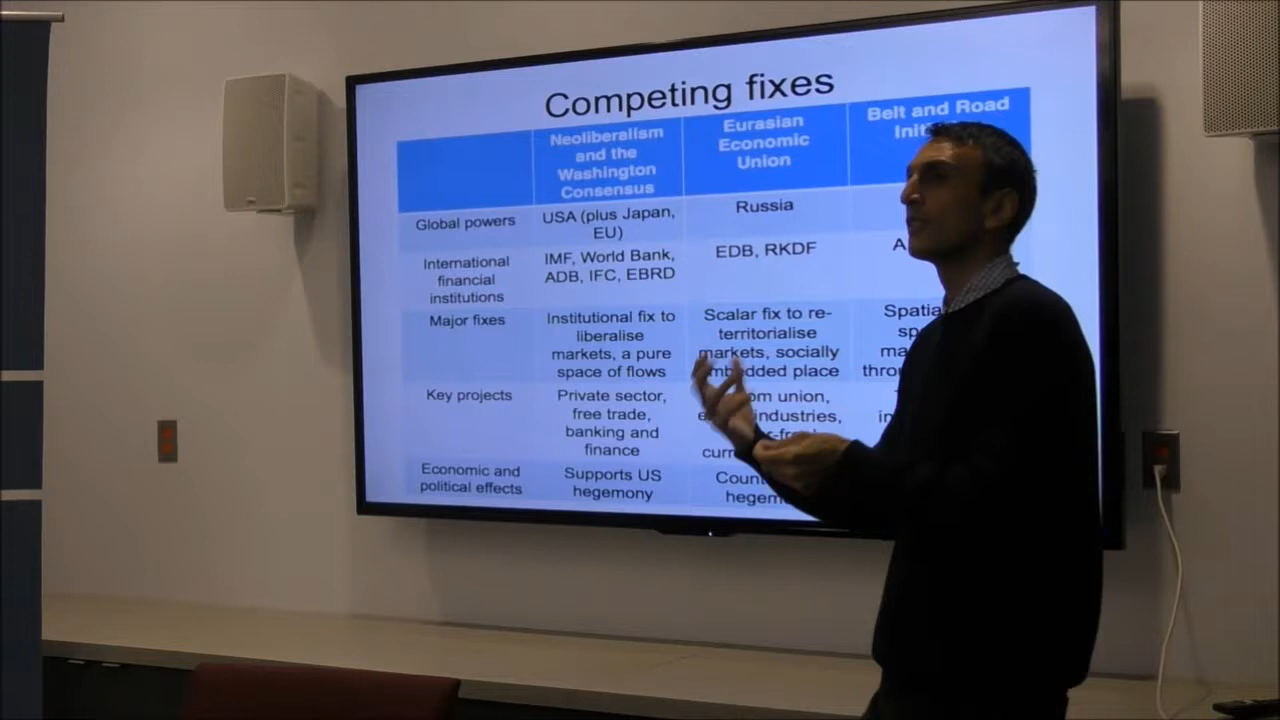 Competing fixes
Neoliberalism
and the
Washington
Consensus
Eurasian
Economic
Union
Belt and Road
Global powers
USA (plus Japan,
EU)
Russia
International
financial
institutions
IMF, World Bank,
ADB, IFC, EBRD
EDB, RKDF
Major fixes
Institutional fix to
liberalise
markets, a pure
space of flows
Scalar fix to re-
territorialise
markets, socially
place
Key projects
Private sector,
free trade,
banking and
finance
union,
industries,
Economic and
political effects
Supports US
hegemony